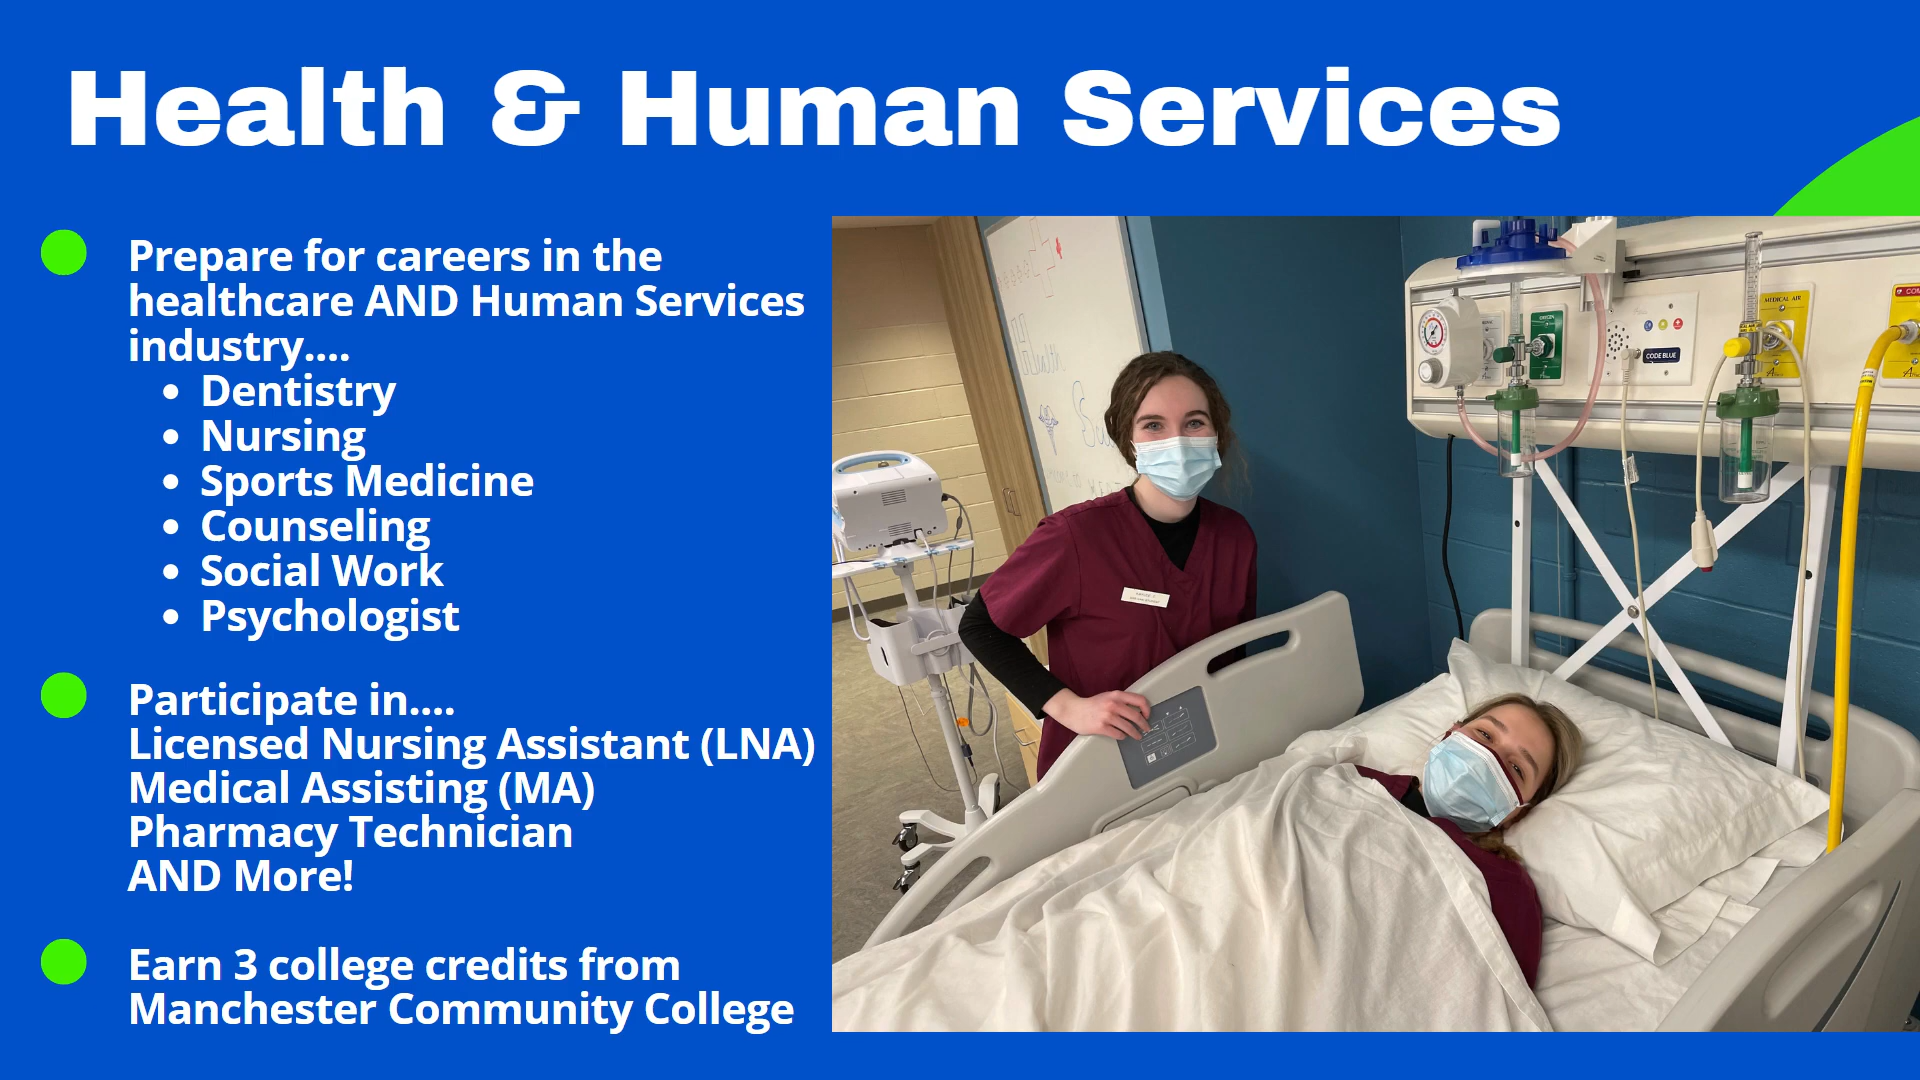 Health & Human Services
Prepare for careers in the
healthcare AND Human Services
industry....
Dentistry
Nursing
Sports Medicine
Counseling
Social Work
Psychologist
Participate in....
Licensed Nursing Assistant (LNA)
Medical Assisting (MA)
Pharmacy Technician
AND More!
Earn 3 college credits from
Manchester Community College
MEDICAL AIR
OXYGEN
CODE BLUE
Health